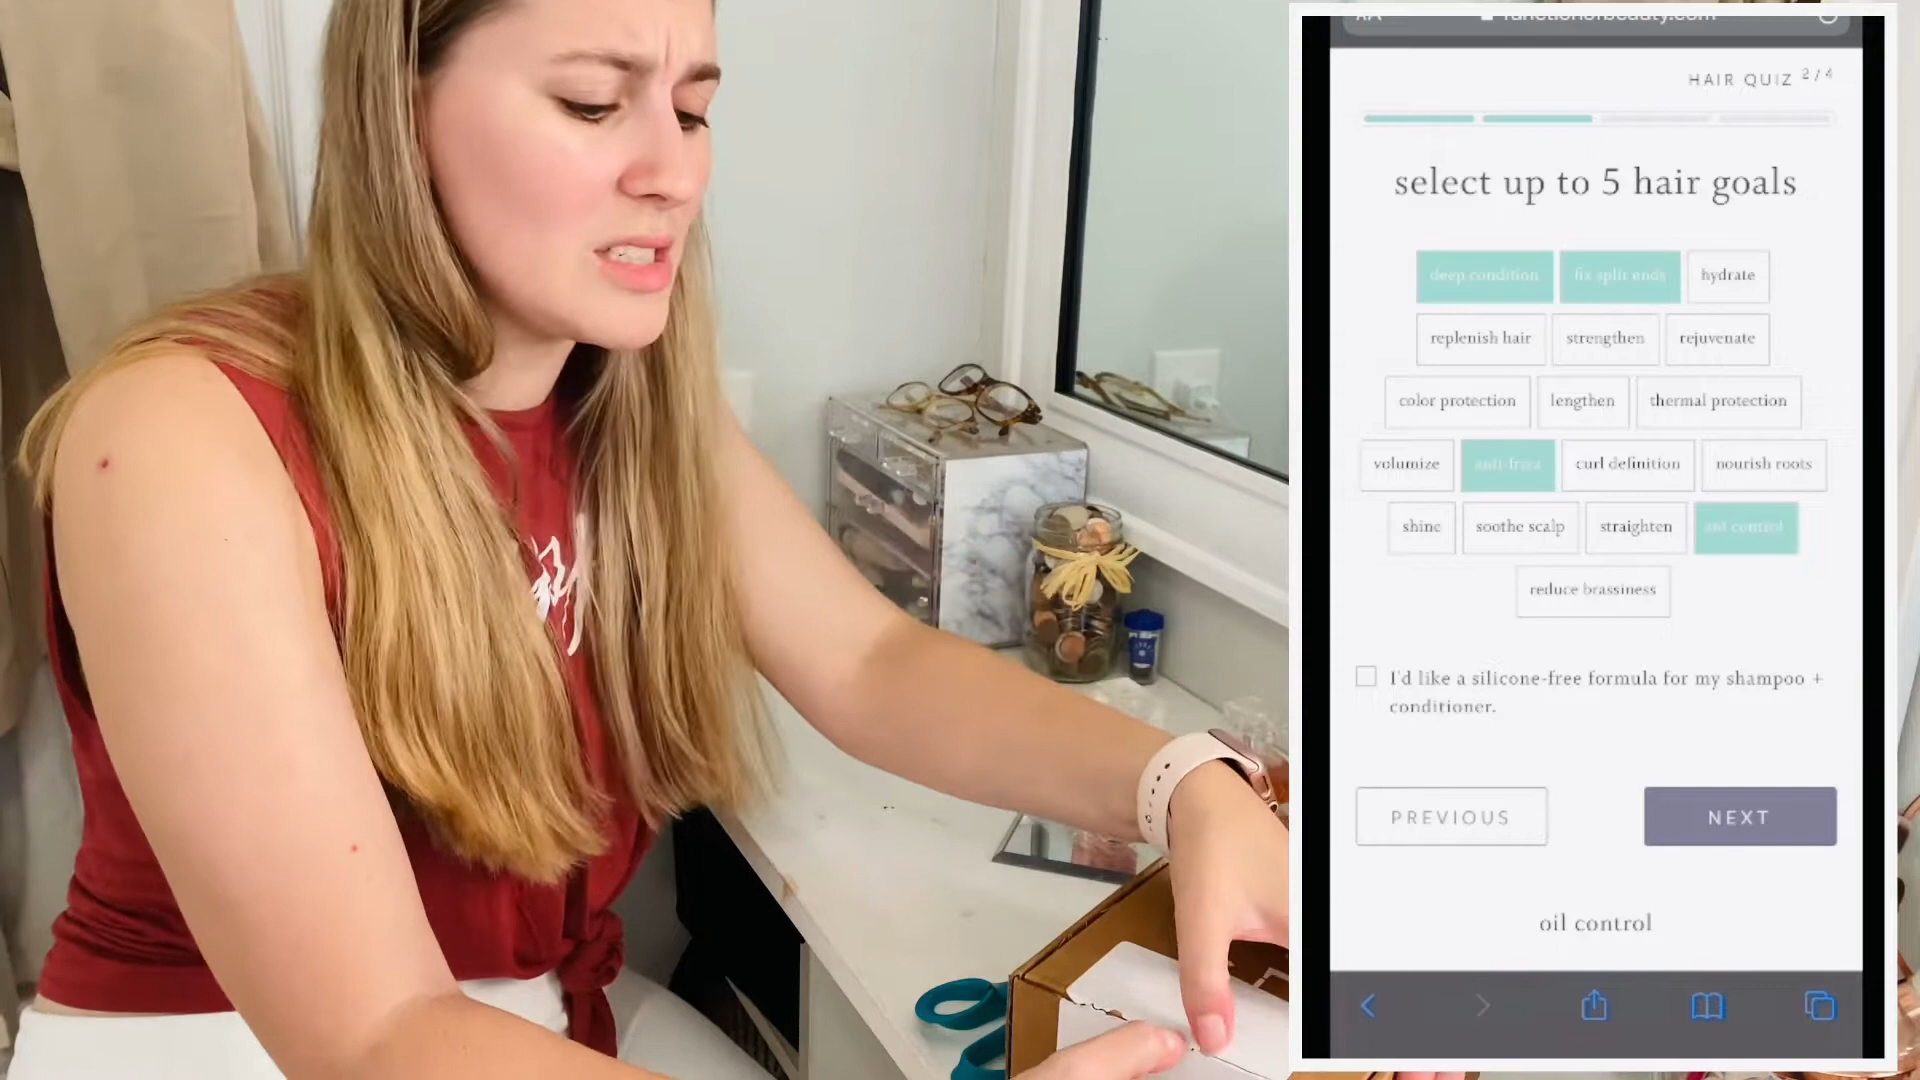 functionofbeauty.com
HAIR QUIZ 2/4
select up to 5 hair goals
deep condition fix split ends hydrate
replenish hair strengthen rejuvenate
color protection lengthen thermal protection
volumize anti-frizz curl definition nourish roots
shine soothe scalp straighten oil control
reduce brassiness
I'd like a silicone-free formula for my shampoo +
conditioner.
PREVIOUS NEXT
oil control